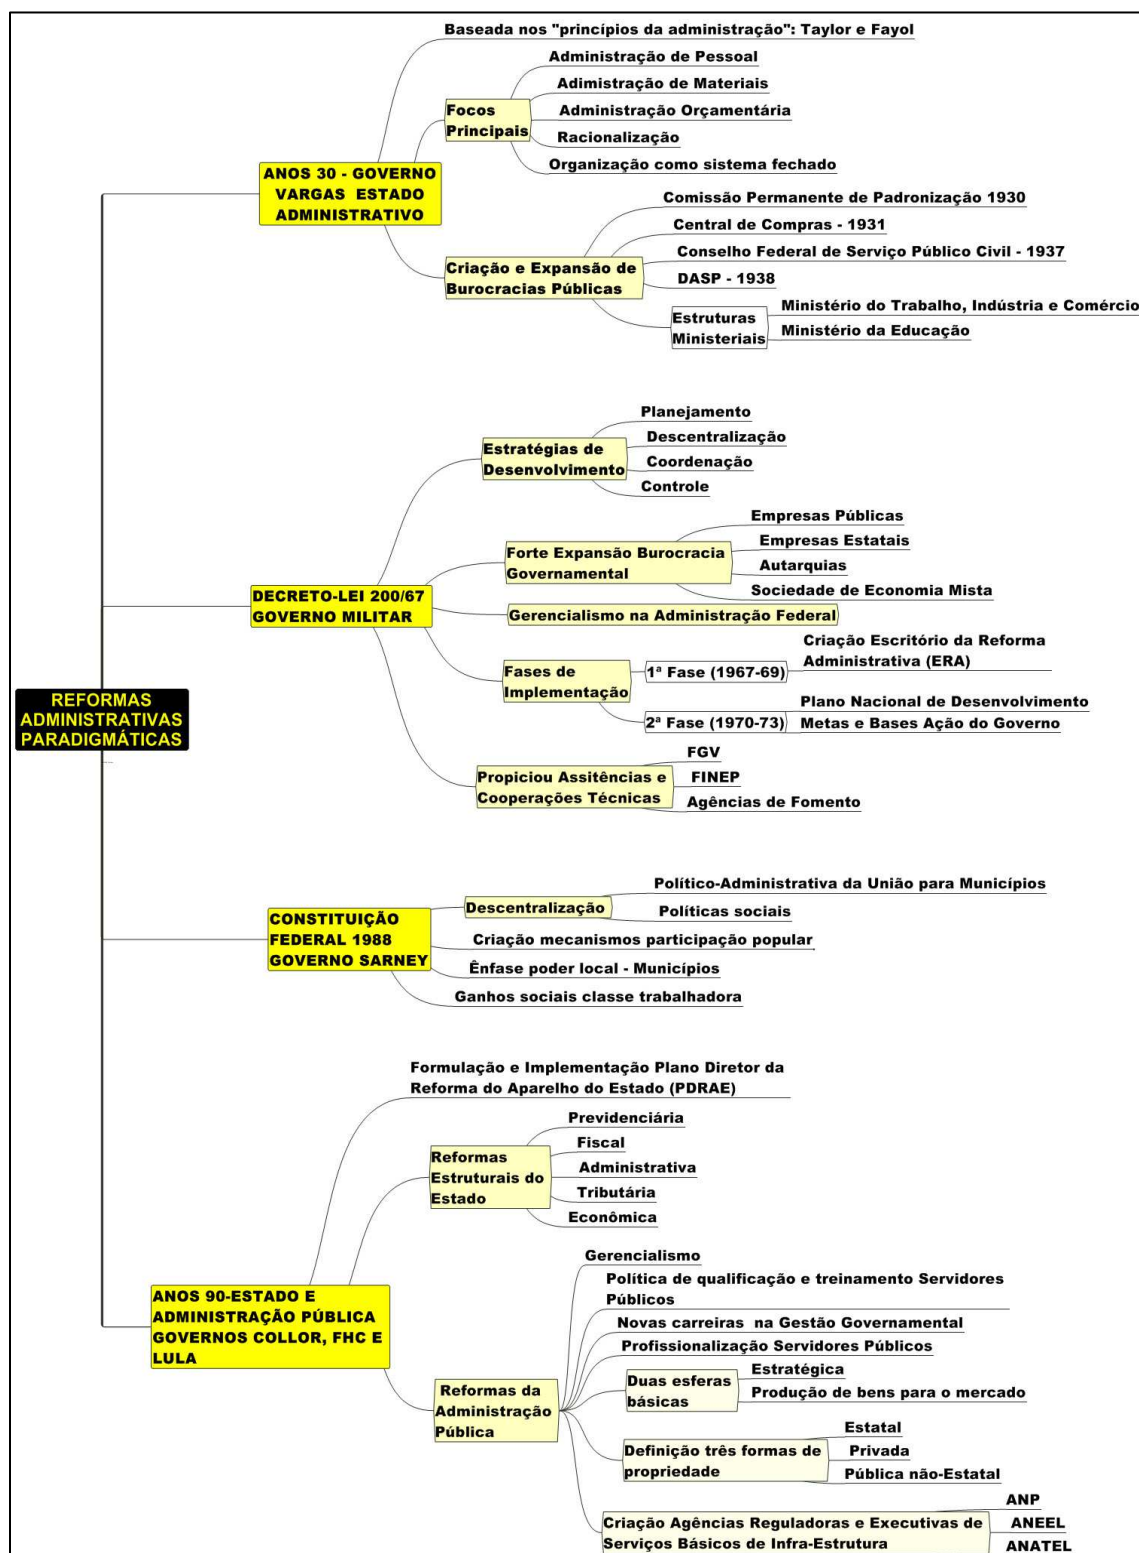 Baseada nos "princípios da administração": Taylor e Fayol
Administração de Pessoal
Adimistração de Materiais
Focos
Principais
Administração Orçamentária
Racionalização
Organização como sistema fechado
ANOS 30 - GOVERNO
VARGAS ESTADO
ADMINISTRATIVO
Comissão Permanente de Padronização 1930
Central de Compras - 1931
Criação e Expansão de
Burocracias Públicas
Conselho Federal de Serviço Público Civil - 1937
DASP - 1938
Estruturas
Ministeriais
Ministério do Trabalho, Indústria e Comércio
Ministério da Educação
Estratégias de
Desenvolvimento
Planejamento
Descentralização
Coordenação
Controle
Forte Expansão Burocracia
Governamental
Empresas Públicas
Empresas Estatais
Autarquias
Sociedade de Economia Mista
DECRETO-LEI 200/67
GOVERNO MILITAR
Gerencialismo na Administração Federal
Fases de
Implementação
1ª Fase (1967-69)
Criação Escritório da Reforma
Administrativa (ERA)
2ª Fase (1970-73)
Plano Nacional de Desenvolvimento
Metas e Bases Ação do Governo
REFORMAS
ADMINISTRATIVAS
PARADIGMÁTICAS
Propiciou Assitências e
Cooperações Técnicas
FGV
FINEP
Agências de Fomento
CONSTITUIÇÃO
FEDERAL 1988
GOVERNO SARNEY
Descentralização
Político-Administrativa da União para Municípios
Políticas sociais
Criação mecanismos participação popular
Ênfase poder local - Municípios
Ganhos sociais classe trabalhadora
Formulação e Implementação Plano Diretor da
Reforma do Aparelho do Estado (PDRAE)
Reformas
Estruturais do
Estado
Previdenciária
Fiscal
Administrativa
Tributária
Econômica
ANOS 90-ESTADO E
ADMINISTRAÇÃO PÚBLICA
GOVERNOS COLLOR, FHC E
LULA
Reformas da
Administração
Pública
Gerencialismo
Política de qualificação e treinamento Servidores
Públicos
Novas carreiras na Gestão Governamental
Profissionalização Servidores Públicos
Duas esferas
básicas
Estratégica
Produção de bens para o mercado
Definição três formas de
propriedade
Estatal
Privada
Pública não-Estatal
Criação Agências Reguladoras e Executivas de
Serviços Básicos de Infra-Estrutura
ANP
ANEEL
ANATEL